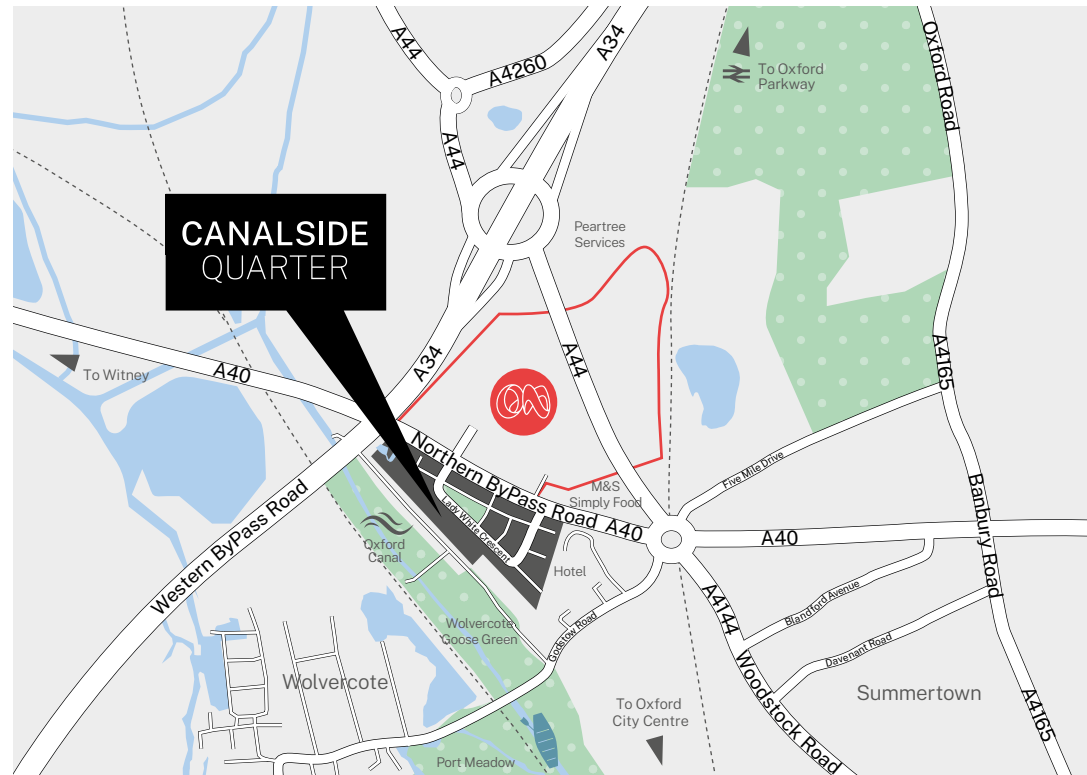 A44
A4260
A34
To Oxford
Parkway
Oxford Road
A44
CANALSIDE
QUARTER
Peartree
Services
A34
A44
To Witney
A40
A4165
Northern ByPass Road A40
Five Mile Drive
M&S
Simply Food
Lady White Crescent
Western ByPass Road
Oxford
Canal
Hotel
A40
Banbury Road
A4144
Blandford Avenue
Wolvercote
Goose Green
Godstow Road
Davenant Road
Wolvercote
Woodstock Road
Summertown
To Oxford
City Centre
A4165
Port Meadow